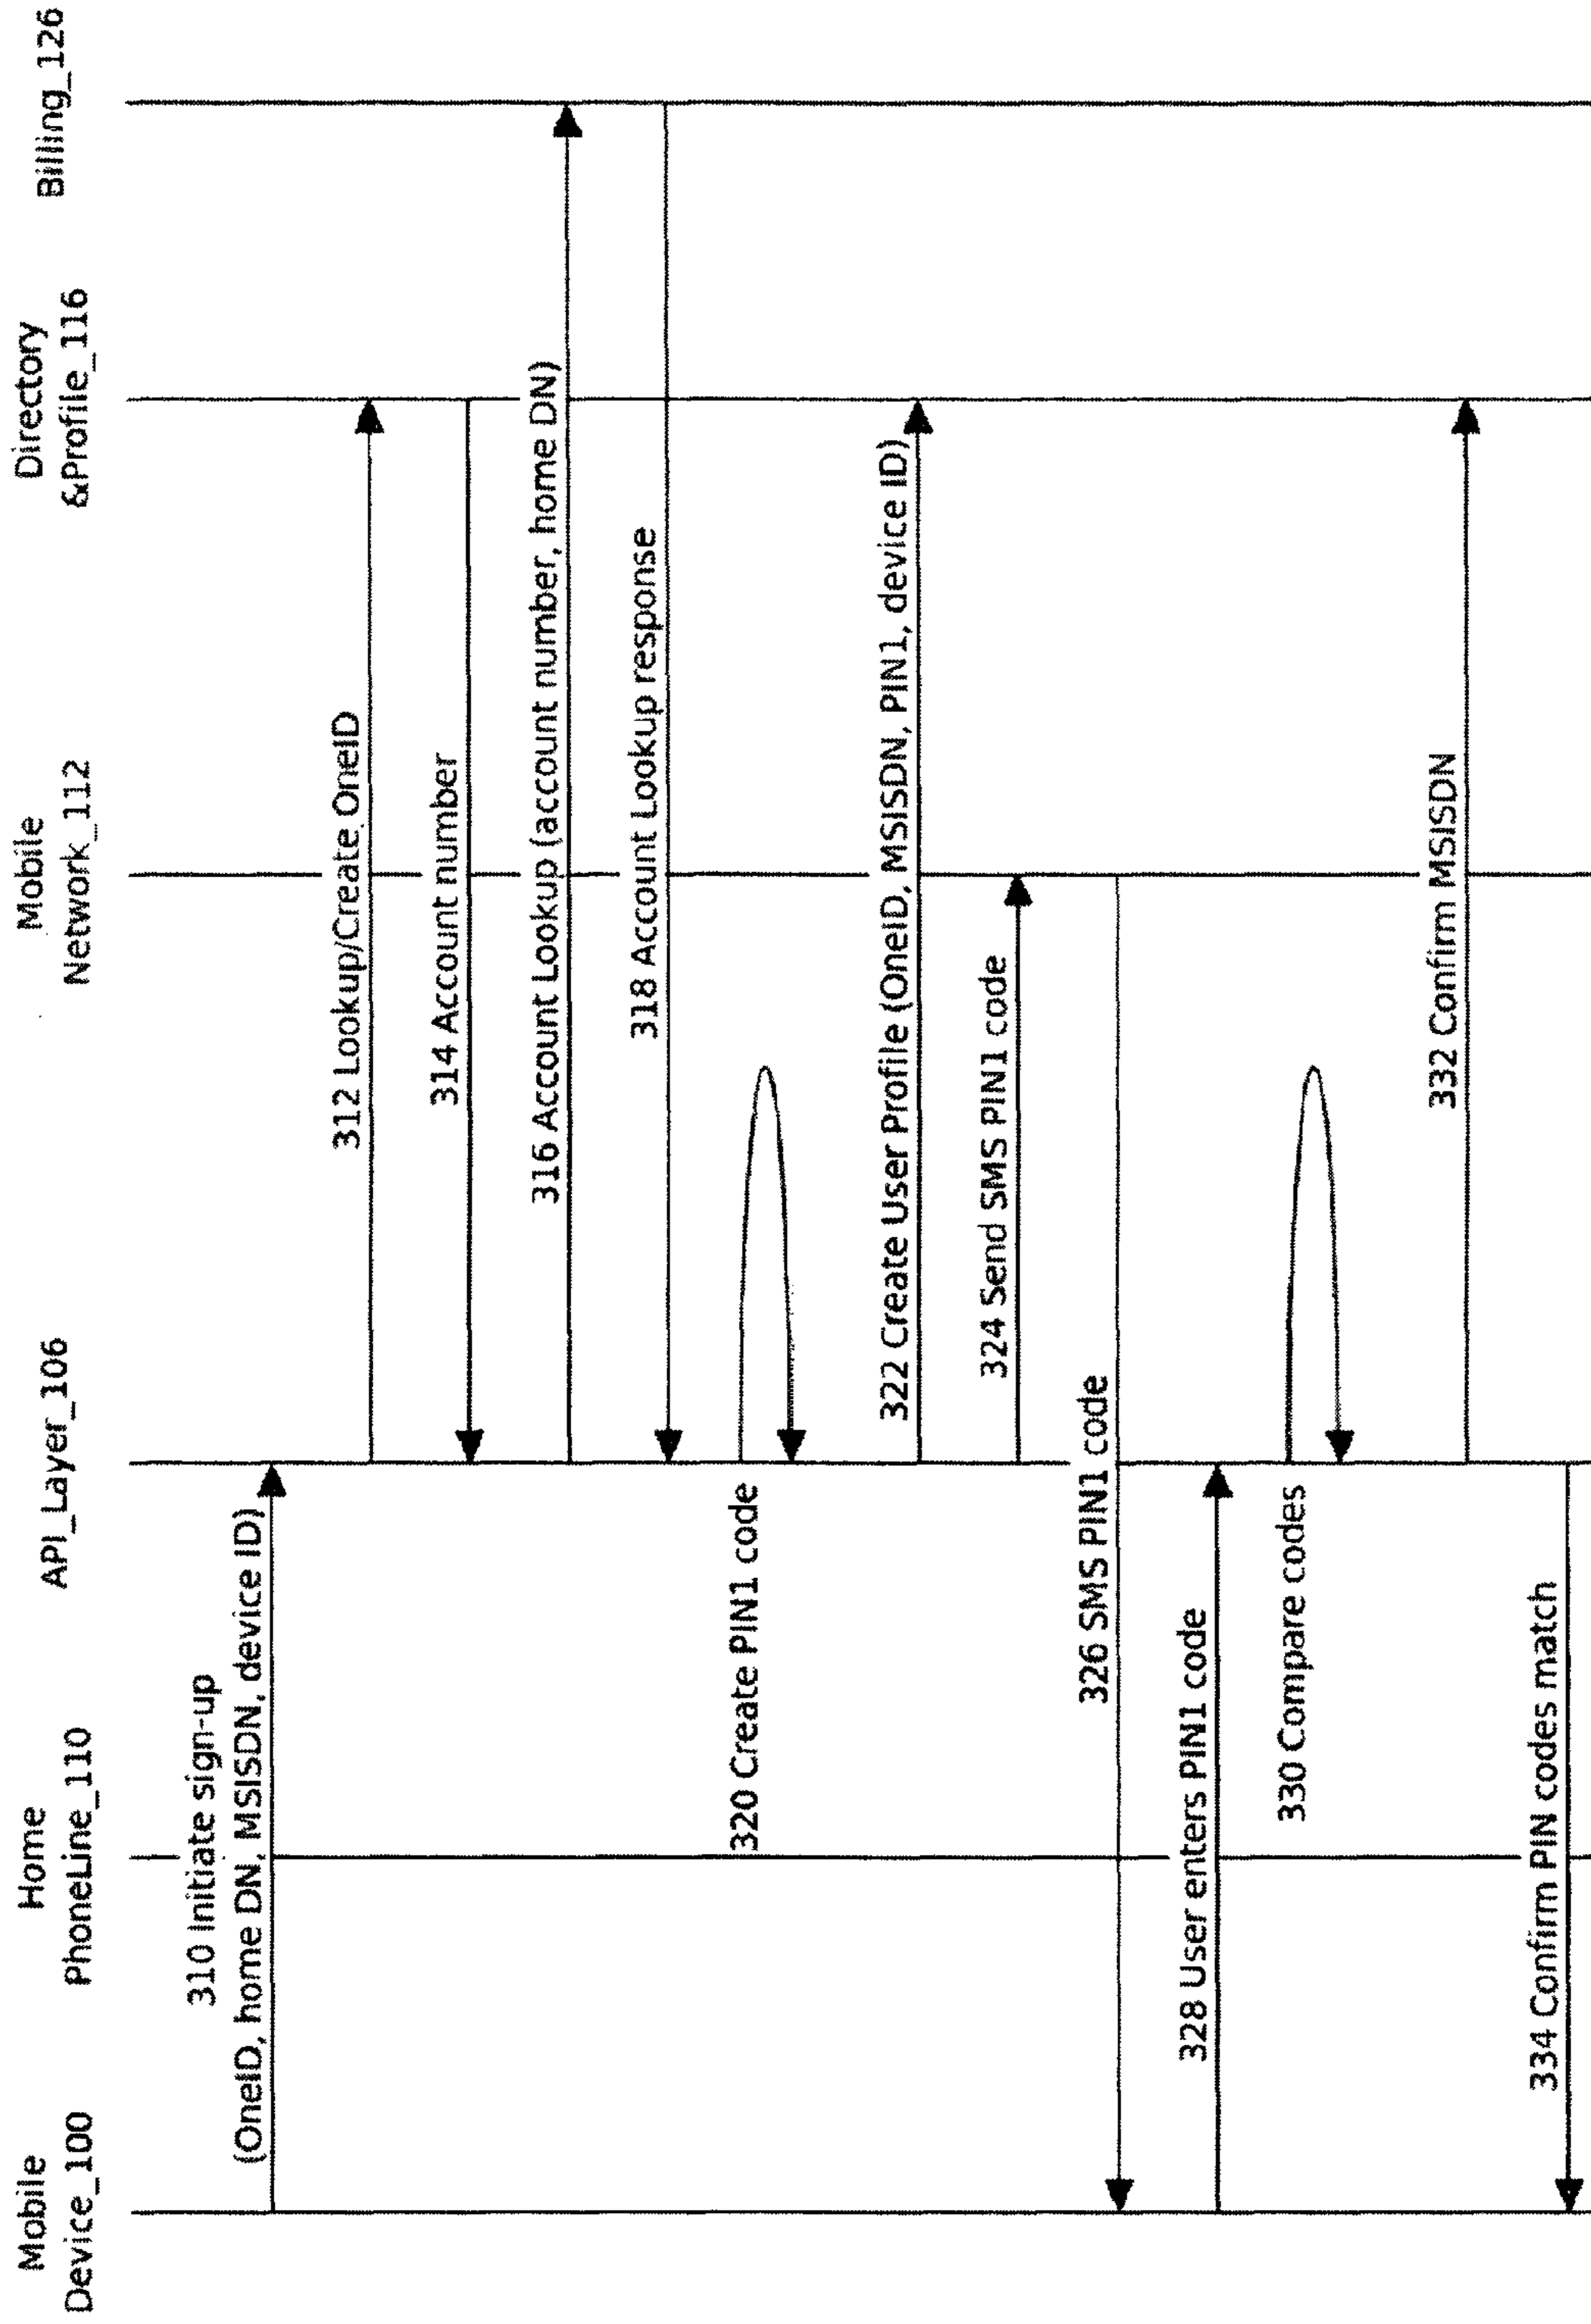 Mobile
Device_100
Home
PhoneLine_110
API_Layer_106
Mobile
Network_112
Directory
&Profile_116
Billing_126
310 Initiate sign-up
(OneID, home DN, MSISDN, device ID)
312 Lookup/Create OneID
314 Account number
316 Account Lookup (account number, home DN)
318 Account Lookup response
320 Create PIN1 code
322 Create User Profile (OneID, MSISDN, PIN1, device ID)
324 Send SMS PIN1 code
326 SMS PIN1 code
328 User enters PIN1 code
330 Compare codes
332 Confirm MSISDN
334 Confirm PIN codes match